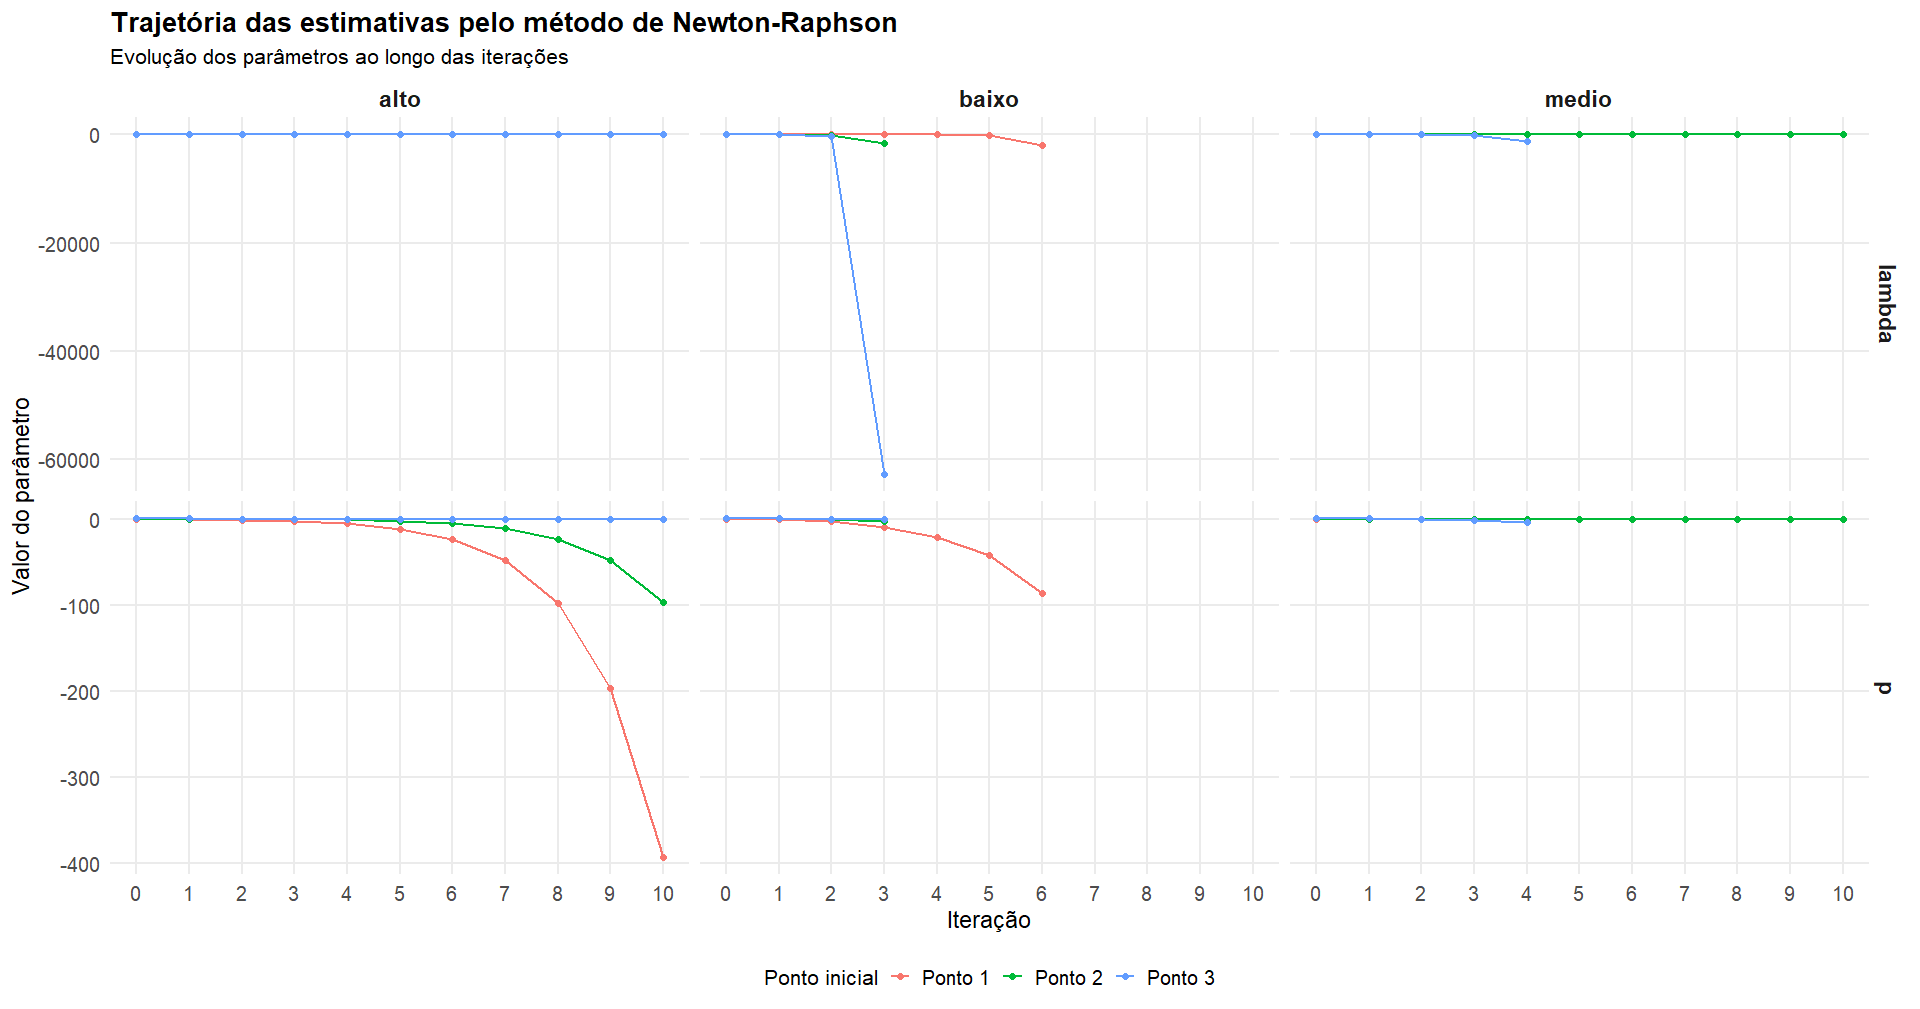 Trajetória das estimativas pelo método de Newton-Raphson
Evolução dos parâmetros ao longo das iterações
alto baixo medio
0
-20000
-40000
-60000
lambda
0
-100
-200
-300
-400
p
Valor do parâmetro
0 1 2 3 4 5 6 7 8 9 10 0 1 2 3 4 5 6 7 8 9 10 0 1 2 3 4 5 6 7 8 9 10
Iteração
Ponto inicial Ponto 1 Ponto 2 Ponto 3